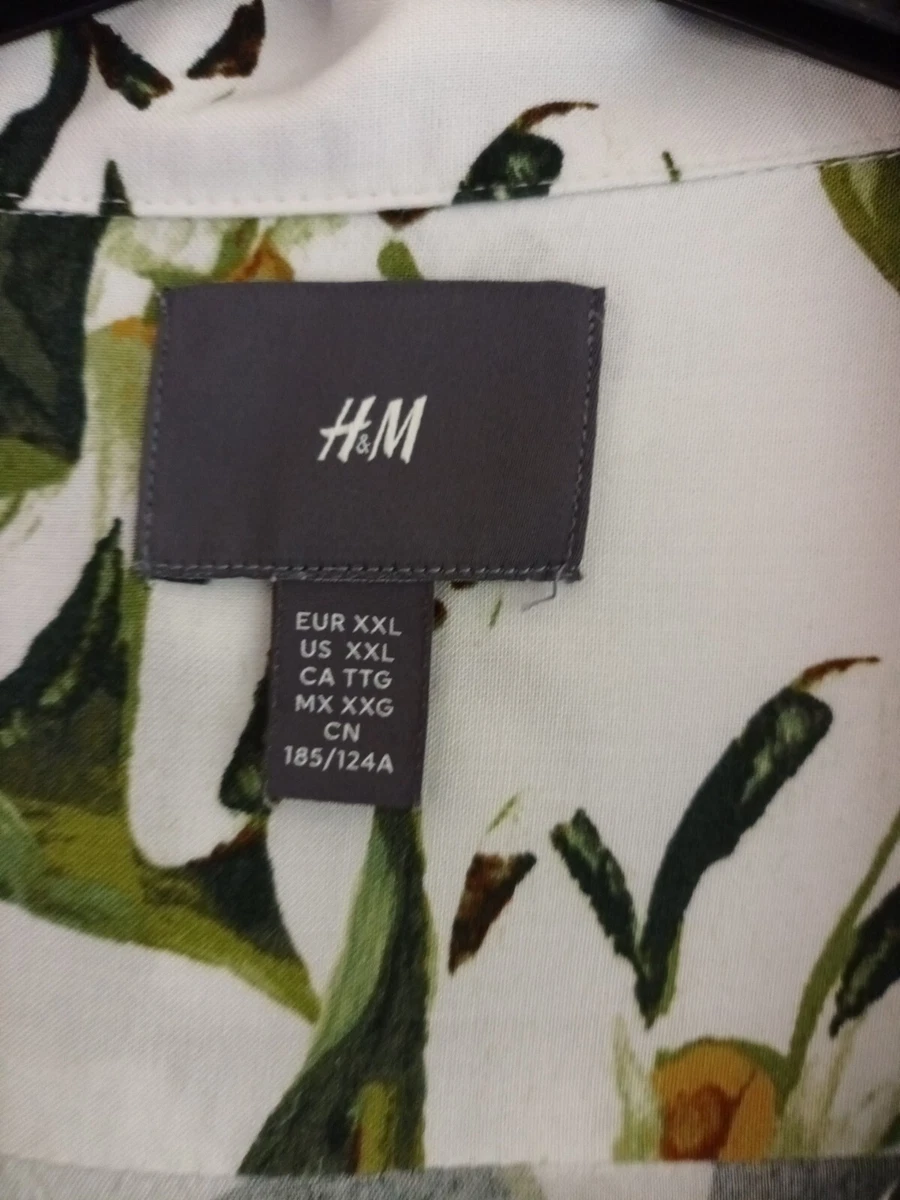 H&M
EUR XXL
US XXL
CA TTG
MX XXG
CN
185/124A